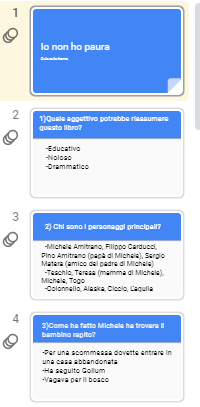 1
Io non ho paura
2
1)Quale aggettivo potrebbe riassumere
questo libro?
-Educativo
-Noioso
-Drammatico
3
2) Chi sono i personaggi principali?
-Michele Amitrano, Filippo Carducci,
Pino Amitrano (papà di Michele), Sergio
Matera (amico del padre di Michele)
-Teschio, Teresa (mamma di Michele),
Michele, Togo
-Colonnello, Alaska, Ciccio, L'aquila
4
3)Come ha fatto Michele ha trovare il
bambino rapito?
-Per una scommessa dovette entrare in
una casa abbandonata
-Ha seguito Gollum
-Vagava per il bosco